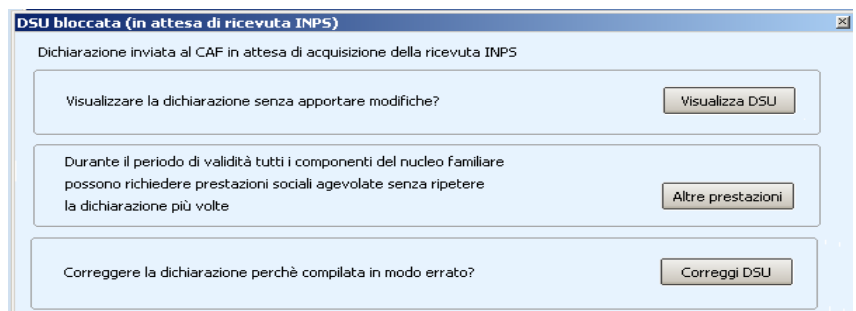 DSU bloccata (in attesa di ricevuta INPS)
Dichiarazione inviata al CAF in attesa di acquisizione della ricevuta INPS
Visualizzare la dichiarazione senza apportare modifiche?
Visualizza DSU
Durante il periodo di validità tutti i componenti del nucleo familiare
possono richiedere prestazioni sociali agevolate senza ripetere
la dichiarazione più volte
Altre prestazioni
Correggere la dichiarazione perchè compilata in modo errato?
Correggi DSU